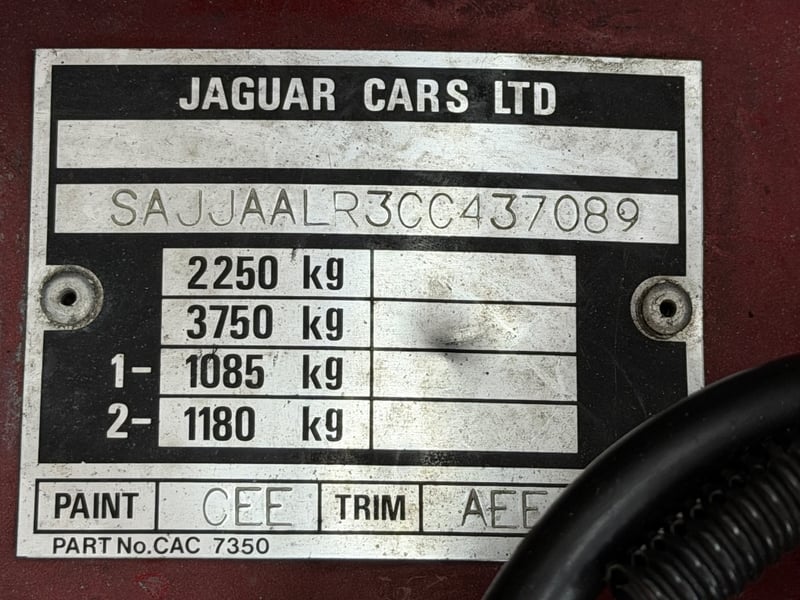 JAGUAR CARS LTD
SAJJAALR3CC437089
2250 kg
3750 kg
1- 1085 kg
2- 1180 kg
PAINT CEE TRIM AEE
PART No.CAC 7350